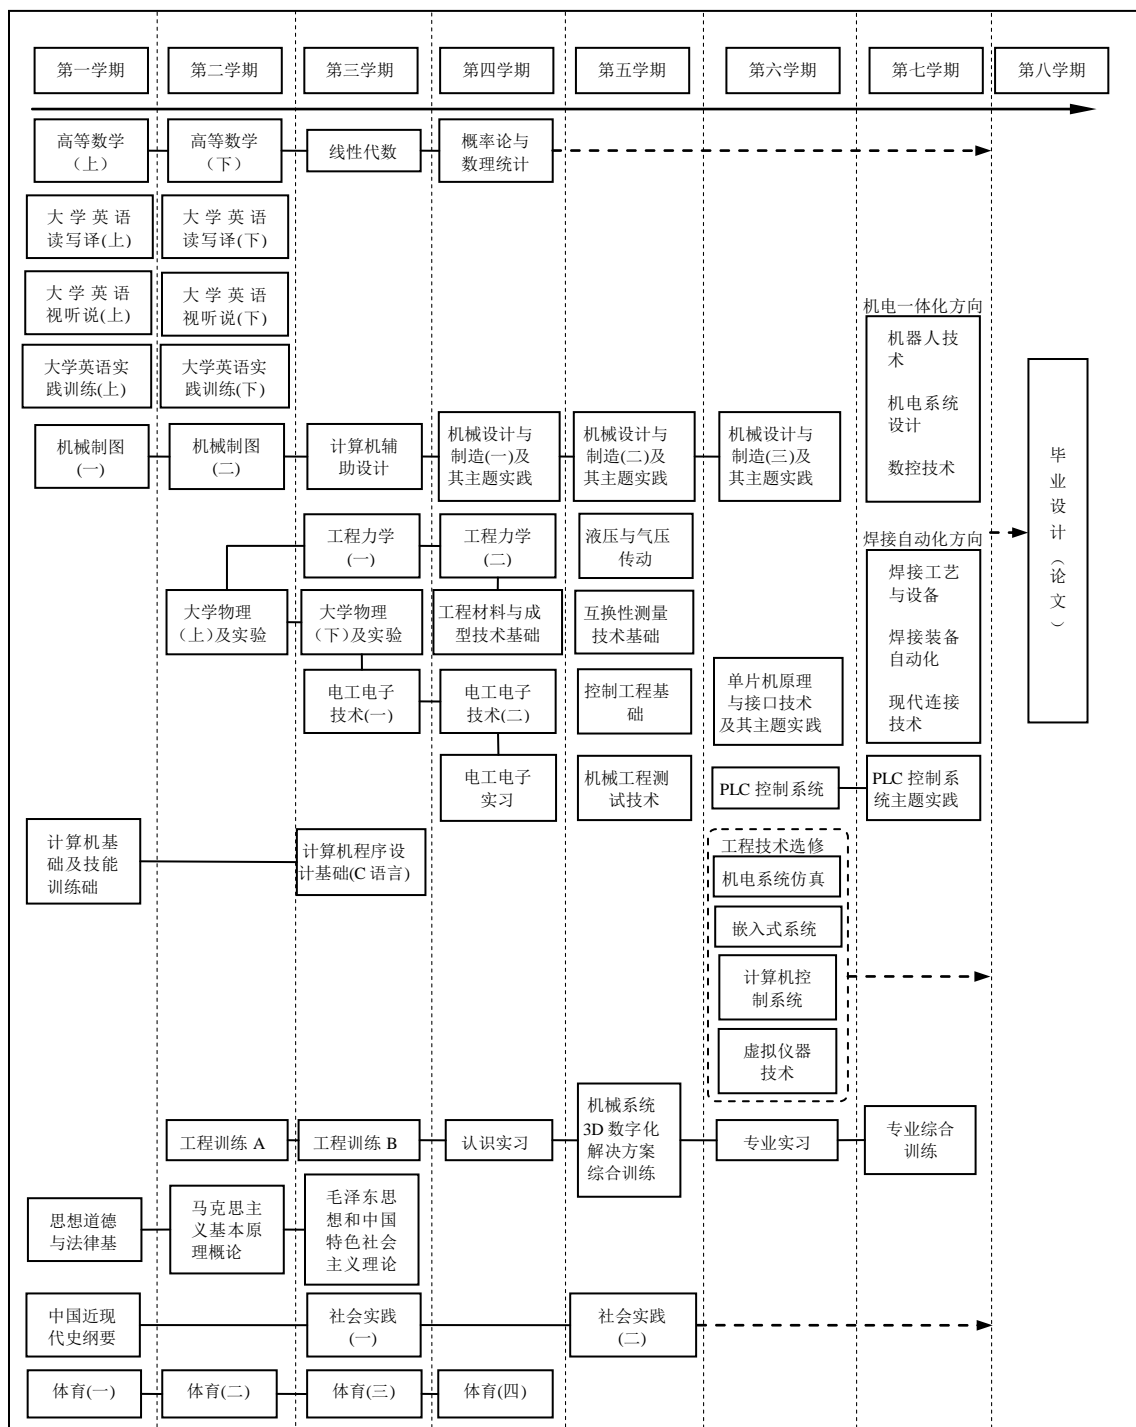 第一学期
第二学期
第三学期
第四学期
第五学期
第六学期
第七学期
第八学期
高等数学
（上）
高等数学
（下）
线性代数
概率论与
数理统计
大学英语
读写译(上)
大学英语
读写译(下)
大学英语
视听说(上)
大学英语
视听说(下)
大学英语实
践训练(上)
大学英语实
践训练(下)
机械制图
(一)
机械制图
(二)
计算机辅
助设计
机械设计与
制造(一)及
其主题实践
机械设计与
制造(二)及
其主题实践
机械设计与
制造(三)及
其主题实践
机电一体化方向
机器人技
术
机电系统
设计
数控技术
毕业设计（论文）
工程力学
(一)
工程力学
(二)
液压与气压
传动
焊接自动化方向
焊接工艺
与设备
焊接装备
自动化
现代连接
技术
大学物理
（上）及实验
大学物理
（下）及实验
工程材料与成
型技术基础
互换性测量
技术基础
电工电子
技术(一)
电工电子
技术(二)
控制工程基
础
单片机原理
与接口技术
及其主题实践
电工电子
实习
机械工程测
试技术
PLC 控制系统
PLC 控制系
统主题实践
计算机基
础及技能
训练础
计算机程序设
计基础(C 语言)
工程技术选修
机电系统仿真
嵌入式系统
计算机控
制系统
虚拟仪器
技术
工程训练 A
工程训练 B
认识实习
机械系统
3D 数字化
解决方案
综合训练
专业实习
专业综合
训练
思想道德
与法律基
马克思主
义基本原
理概论
毛泽东思
想和中国
特色社会
主义理论
中国近现
代史纲要
社会实践
(一)
社会实践
(二)
体育(一)
体育(二)
体育(三)
体育(四)